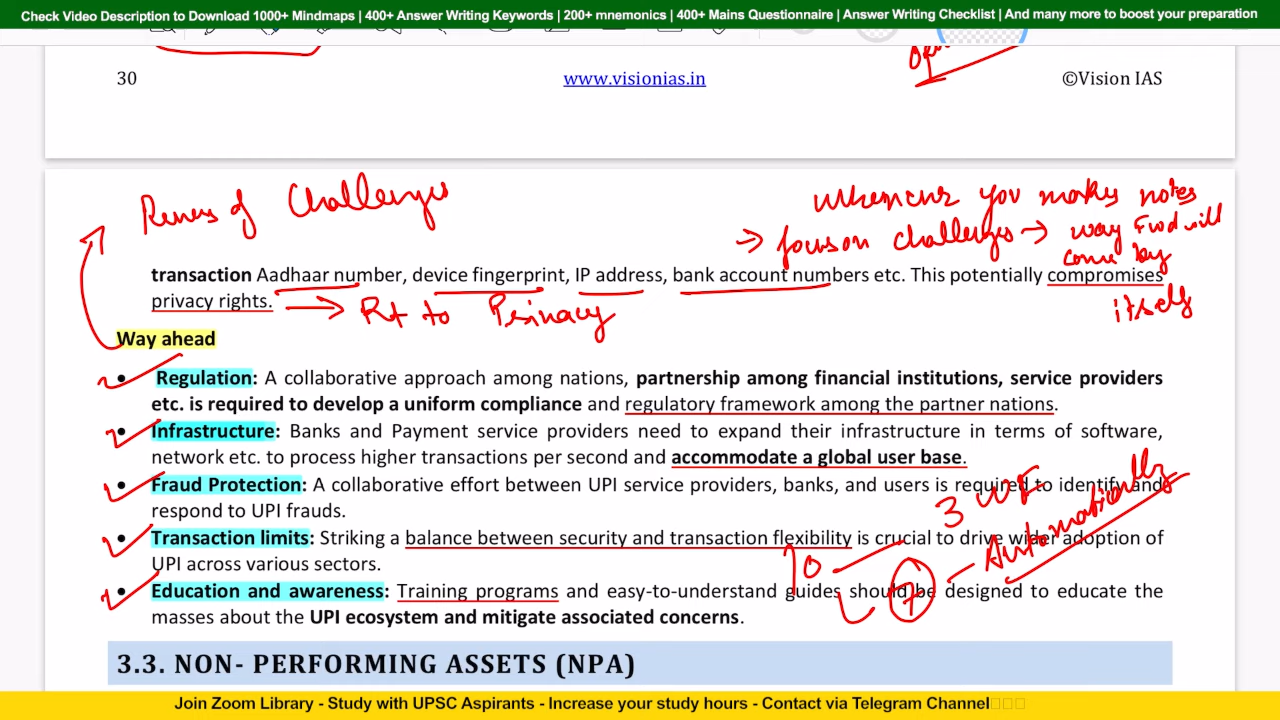 Check Video Description to Download 1000+ Mindmaps | 400+ Answer Writing Keywords | 200+ mnemonics | 400+ Mains Questionnaire | Answer Writing Checklist | And many more to boost your preparation
30 www.visionias.in ©Vision IAS
of Challenges
Whenever you makes notes
→ focus on challenges → way Fwd will
come by
itself
transaction Aadhaar number, device fingerprint, IP address, bank account numbers etc. This potentially compromises
privacy rights. → Rt to Privacy
Way ahead
• Regulation: A collaborative approach among nations, partnership among financial institutions, service providers
etc. is required to develop a uniform compliance and regulatory framework among the partner nations.
• Infrastructure: Banks and Payment service providers need to expand their infrastructure in terms of software,
network etc. to process higher transactions per second and accommodate a global user base.
• Fraud Protection: A collaborative effort between UPI service providers, banks, and users is required to identify and
respond to UPI frauds.
3 WF
• Transaction limits: Striking a balance between security and transaction flexibility is crucial to drive wider adoption of
UPI across various sectors.
10
7 - Automatically
• Education and awareness: Training programs and easy-to-understand guides should be designed to educate the
masses about the UPI ecosystem and mitigate associated concerns.
3.3. NON- PERFORMING ASSETS (NPA)
Join Zoom Library - Study with UPSC Aspirants - Increase your study hours - Contact via Telegram Channel